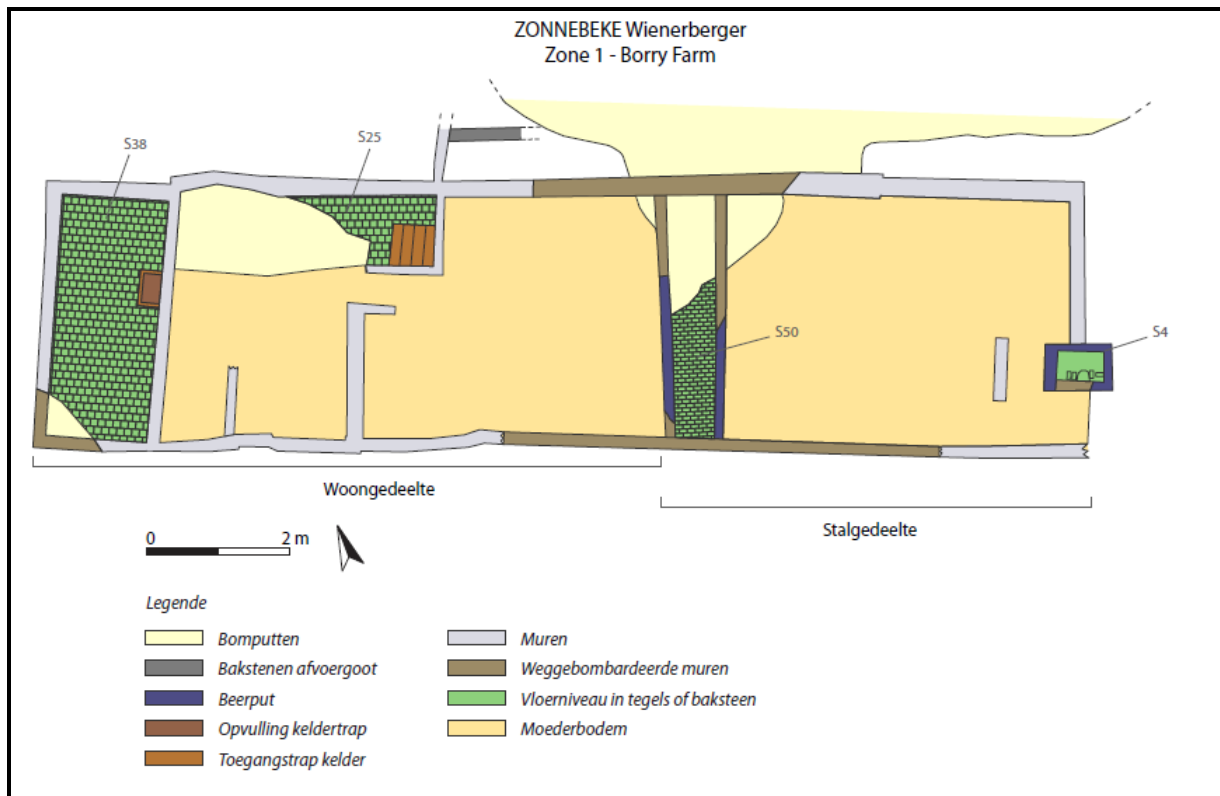 ZONNEBEKE Wienerberger
Zone 1 - Borry Farm
S38
S25
S50
S4
Woongedeelte
Stalgedeelte
0 2 m
Legende
Bomputten
Bakstenen afvoergoot
Beerput
Opvulling keldertrap
Toegangstrap kelder
Muren
Weggebombardeerde muren
Vloerniveau in tegels of baksteen
Moederbodem